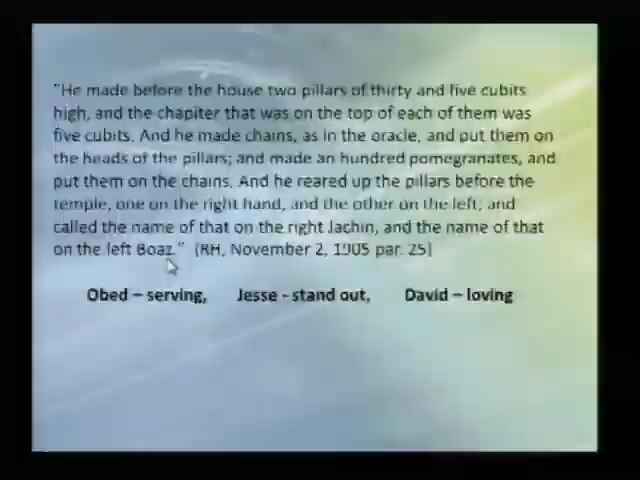 "He made before the house two pillars of thirty and five cubits
high, and the chapiter that was on the top of each of them was
five cubits. And he made chains, as in the oracle, and put them on
the heads of the pillars; and made an hundred pomegranates, and
put them on the chains. And he reared up the pillars before the
temple, one on the right hand, and the other on the left; and
called the name of that on the right Jachin, and the name of that
on the left Boaz." (RH, November 2, 1905 par. 25)
Obed – serving, Jesse - stand out, David – loving